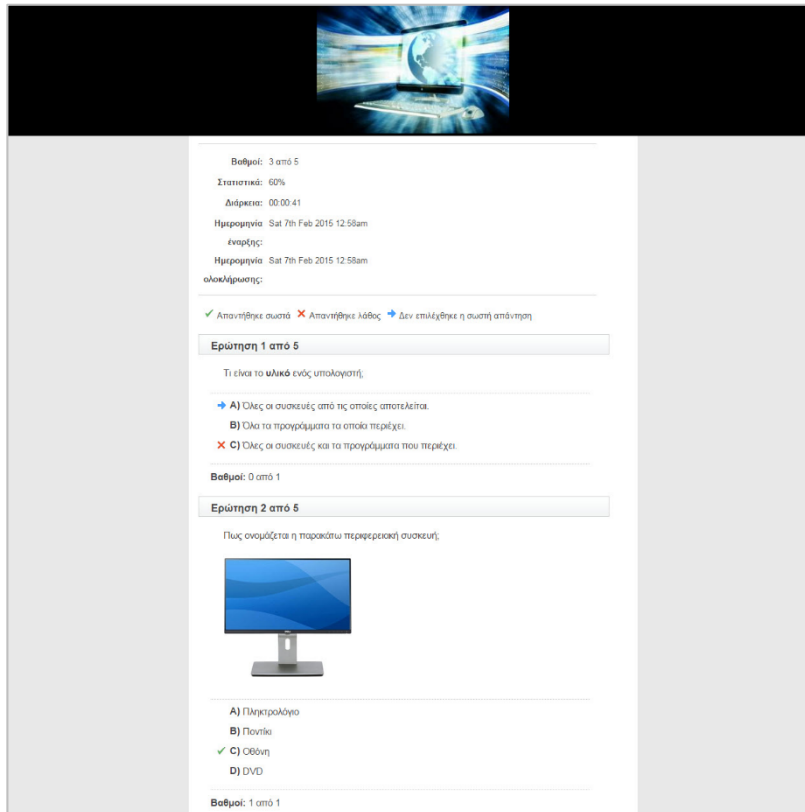 Βαθμοί: 3 από 5
Στατιστικά: 60%
Διάρκεια: 00:00:41
Ημερομηνία έναρξης: Sat 7th Feb 2015 12:58am
Ημερομηνία ολοκλήρωσης: Sat 7th Feb 2015 12:58am
Απαντήθηκε σωστά Απαντήθηκε λάθος Δεν επιλέχθηκε η σωστή απάντηση
Ερώτηση 1 από 5
Τι είναι το υλικό ενός υπολογιστή;
A) Όλες οι συσκευές από τις οποίες αποτελείται.
B) Όλα τα προγράμματα τα οποία περιέχει.
C) Όλες οι συσκευές και τα προγράμματα που περιέχει.
Βαθμοί: 0 από 1
Ερώτηση 2 από 5
Πως ονομάζεται η παρακάτω περιφερειακή συσκευή;
A) Πληκτρολόγιο
B) Ποντίκι
C) Οθόνη
D) DVD
Βαθμοί: 1 από 1